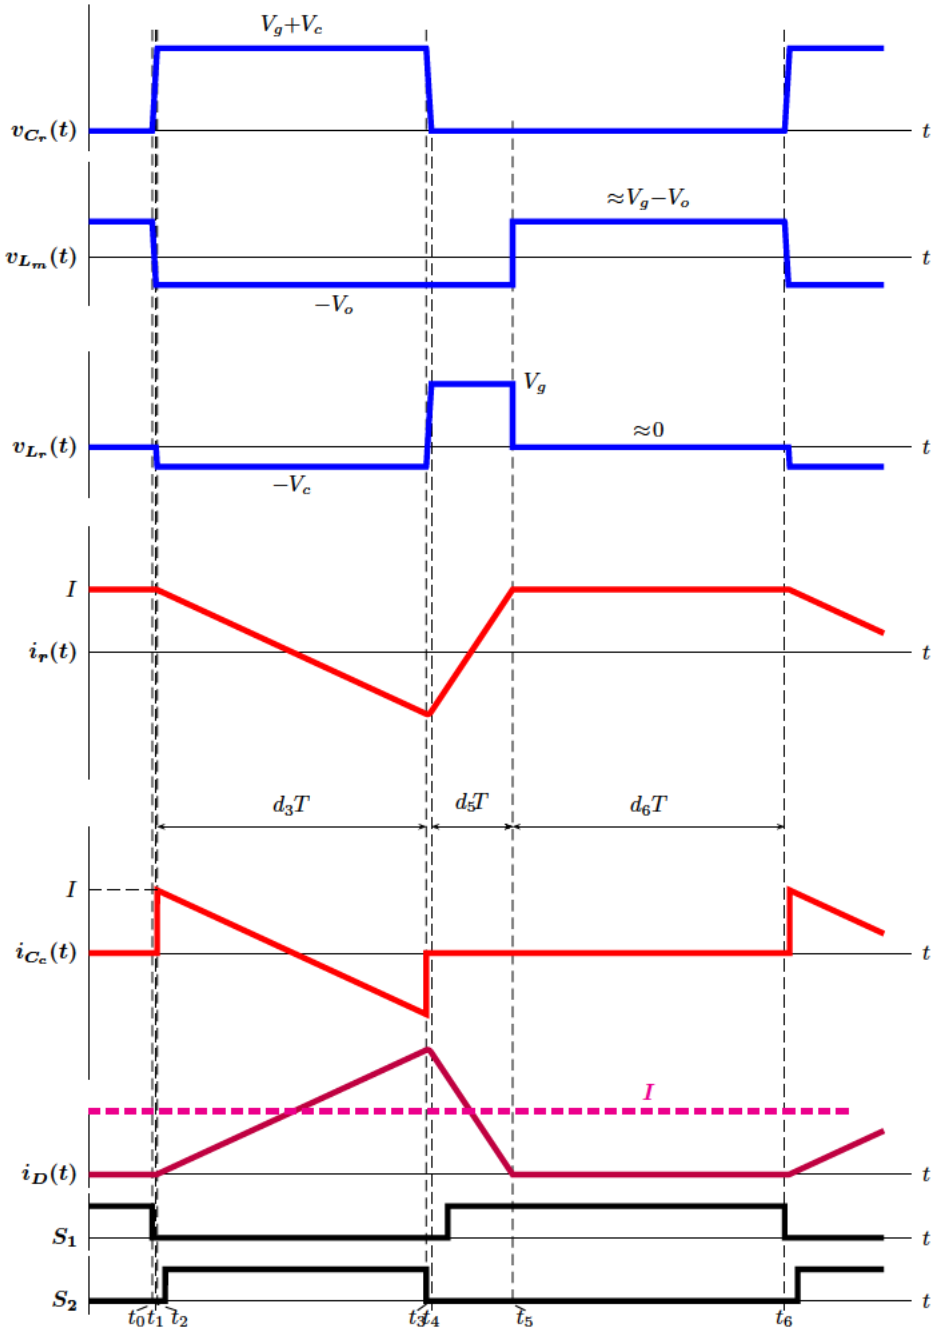 V_g+V_c
v_{C_r}(t)
t
≈V_g−V_o
v_{L_m}(t)
t
−V_o
V_g
≈0
v_{L_r}(t)
t
−V_c
I
i_r(t)
t
d_3T
d_5T
d_6T
I
i_{C_c}(t)
t
I
i_D(t)
t
S_1
t
S_2
t
t_0 t_1 t_2 t_3 t_4 t_5 t_6